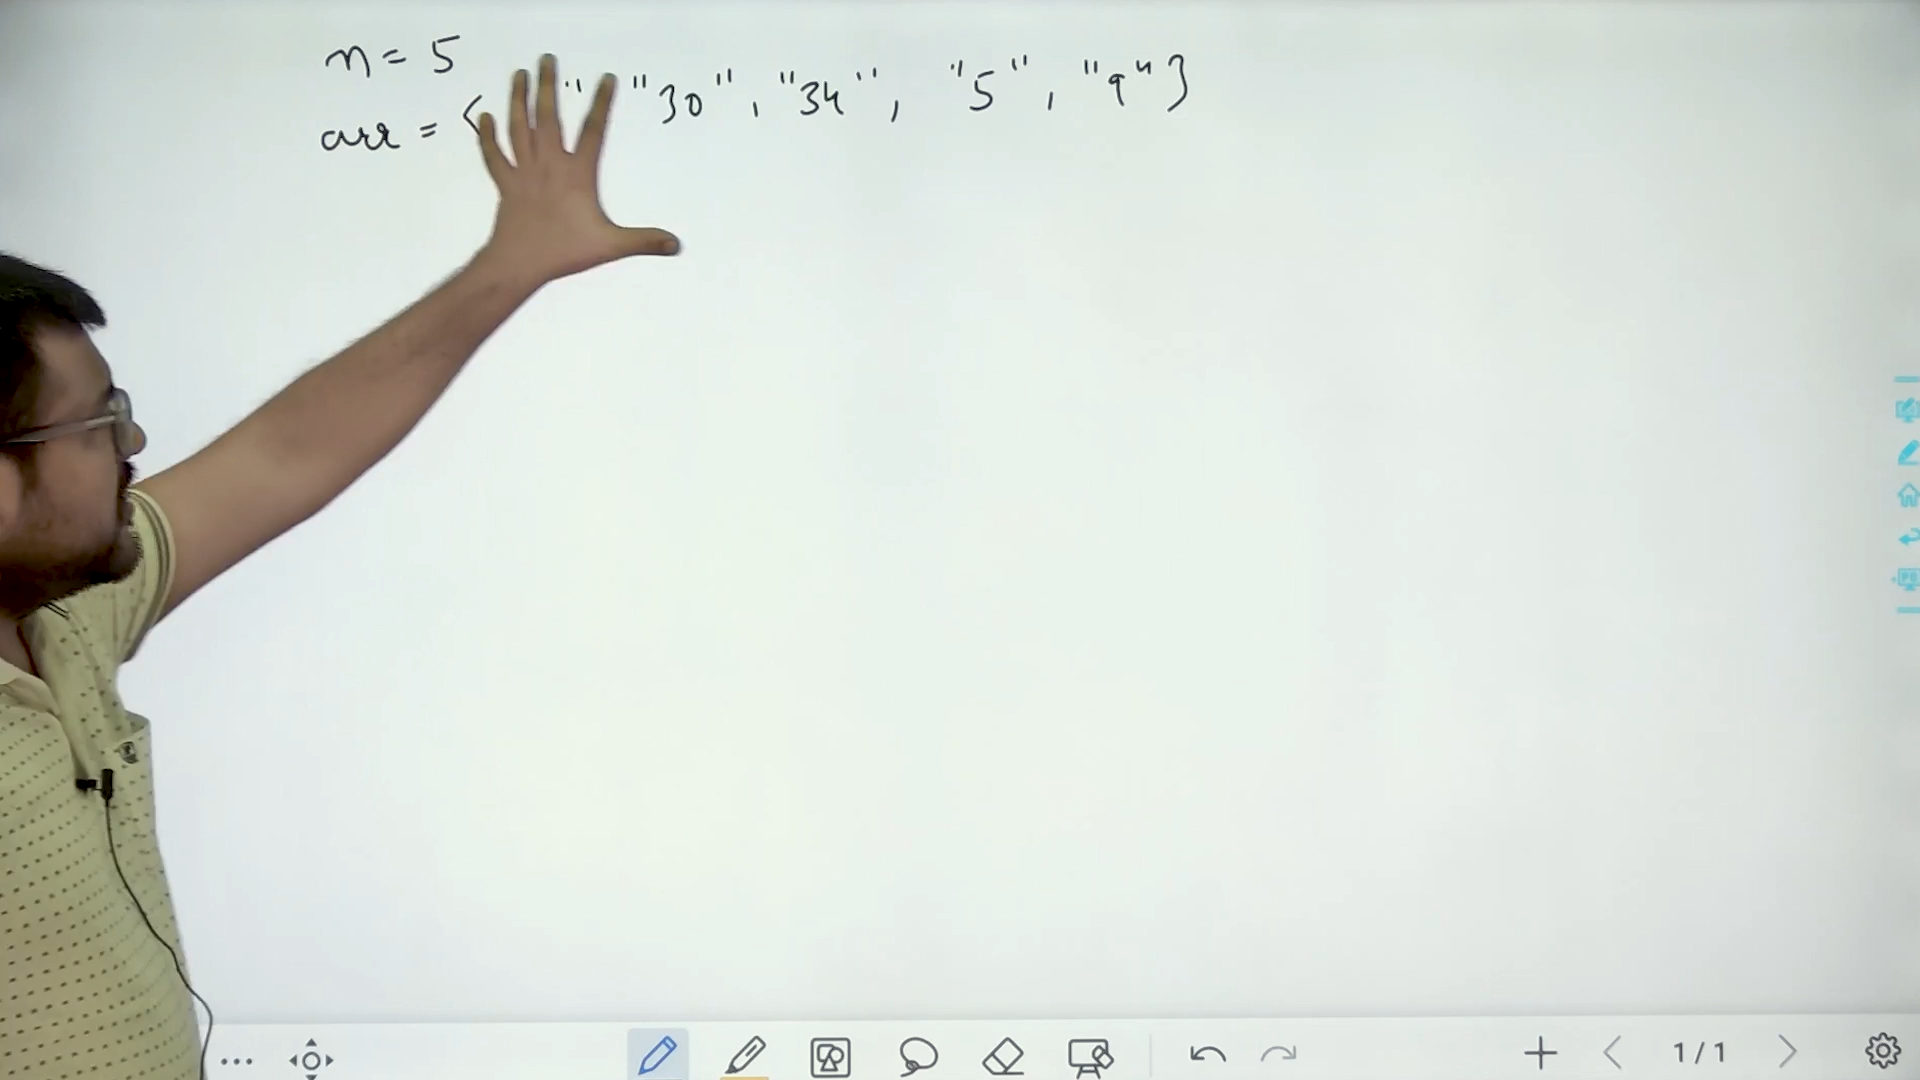 n = 5
arr = { " "30", "34", "5", "9" }
1 / 1